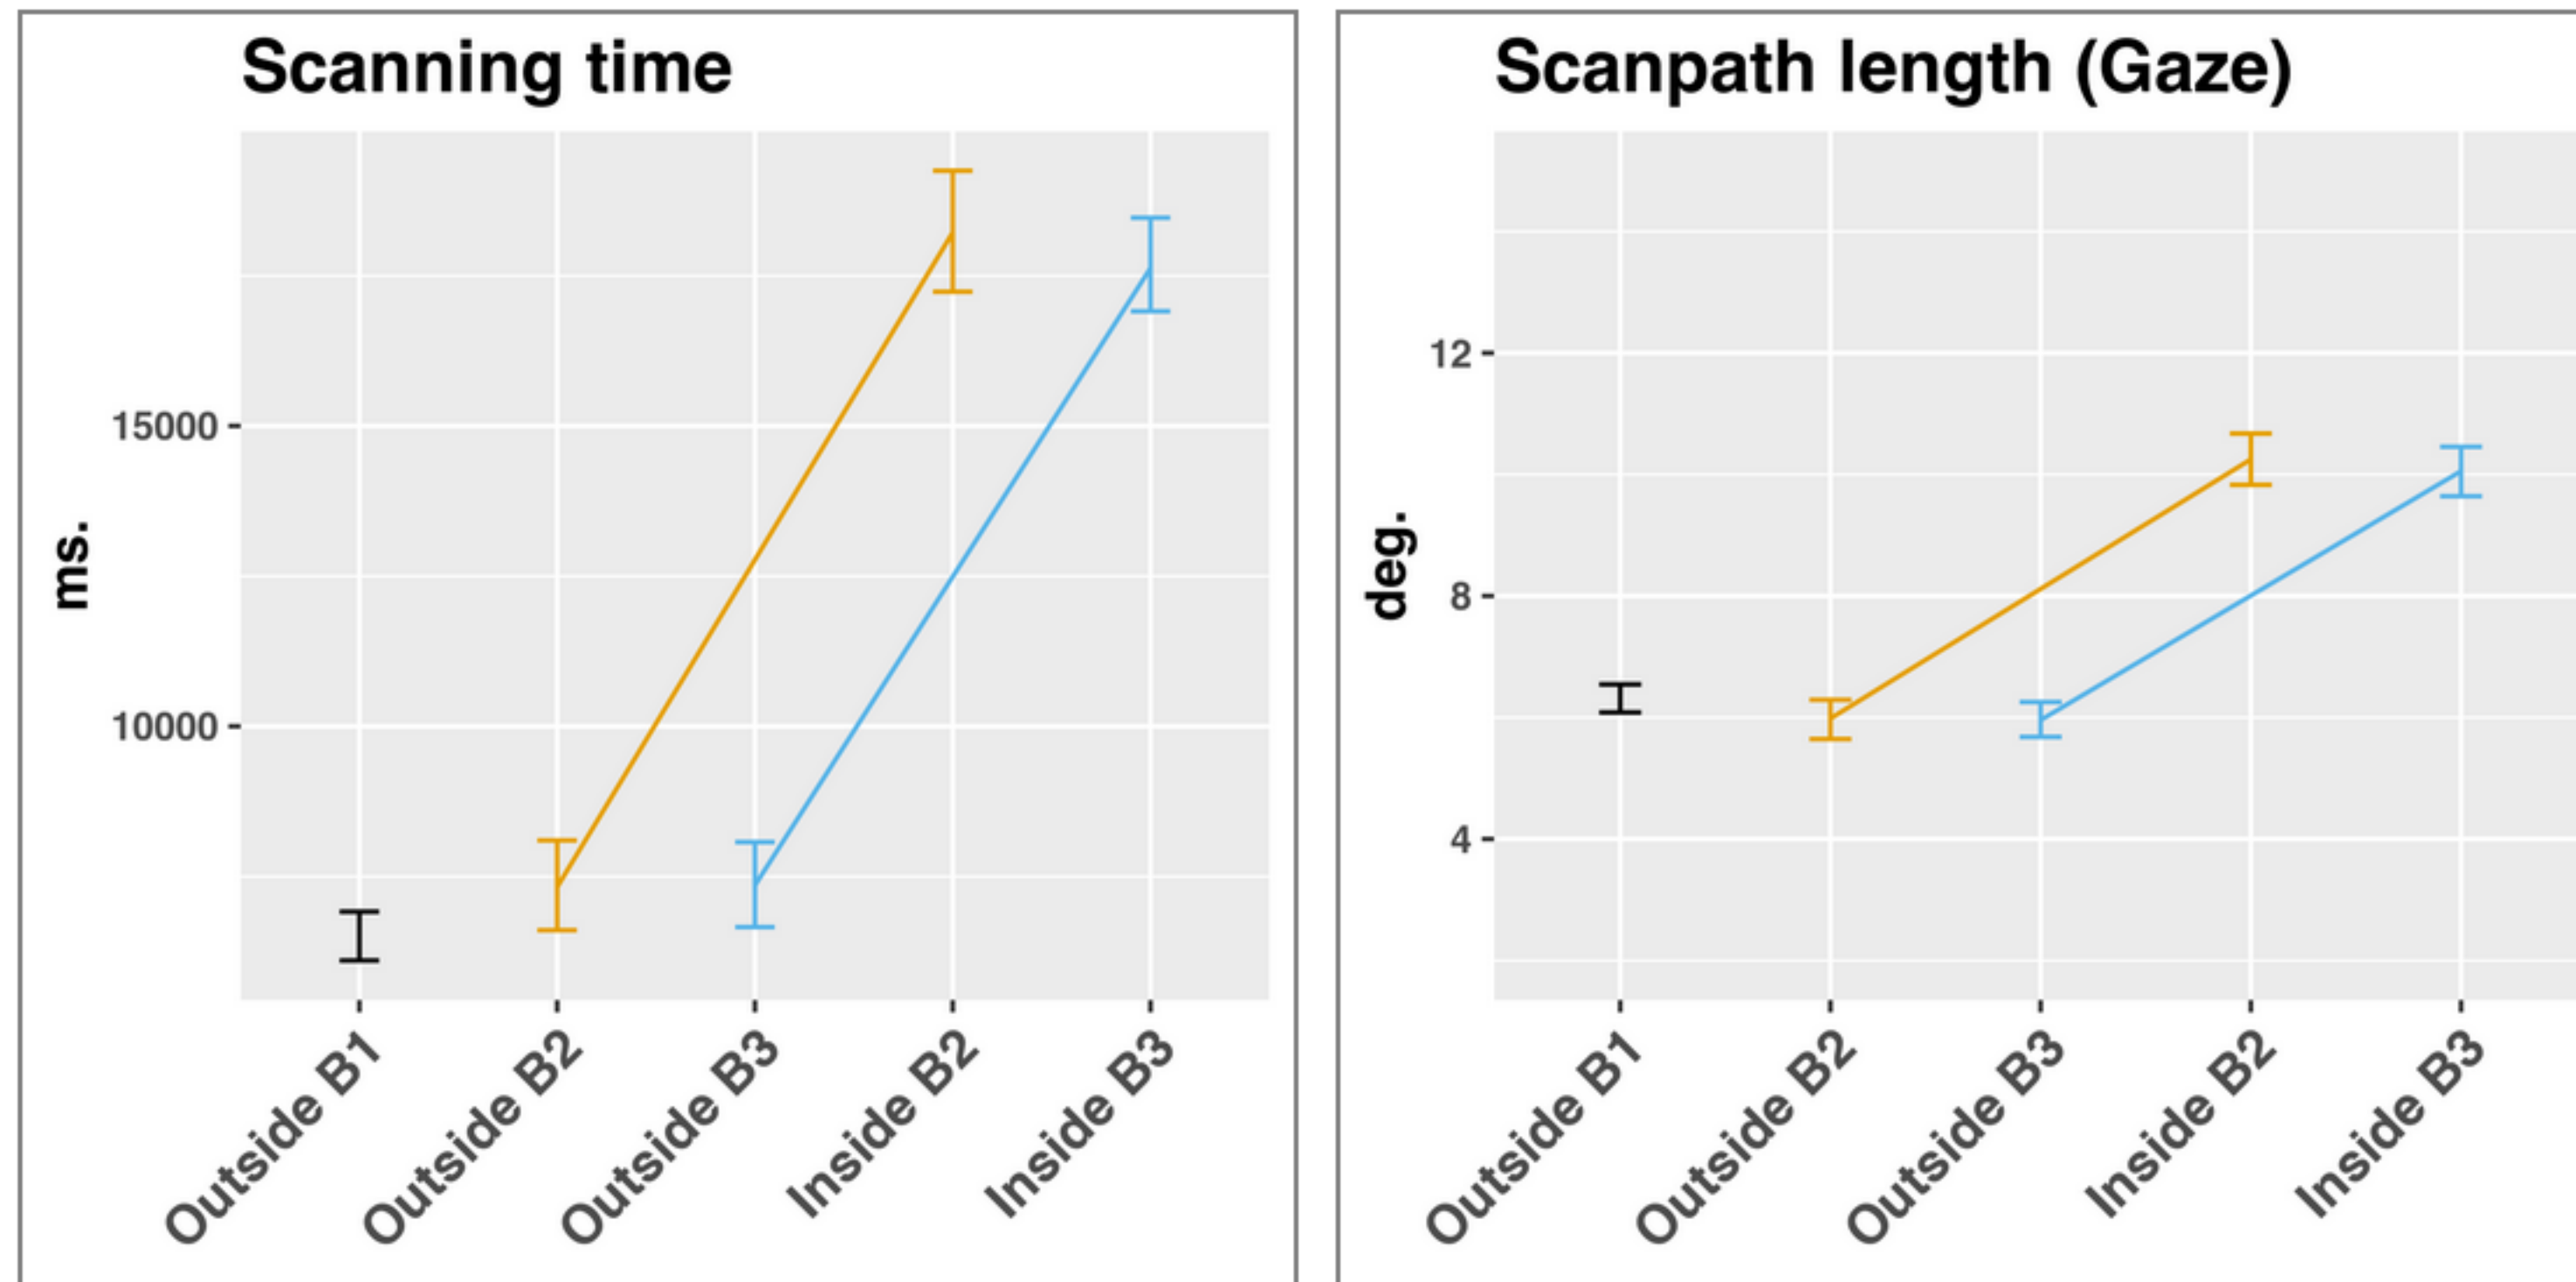 Scanning time
15000
10000
ms.
Outside B1
Outside B2
Outside B3
Inside B2
Inside B3
Scanpath length (Gaze)
12
8
4
deg.
Outside B1
Outside B2
Outside B3
Inside B2
Inside B3